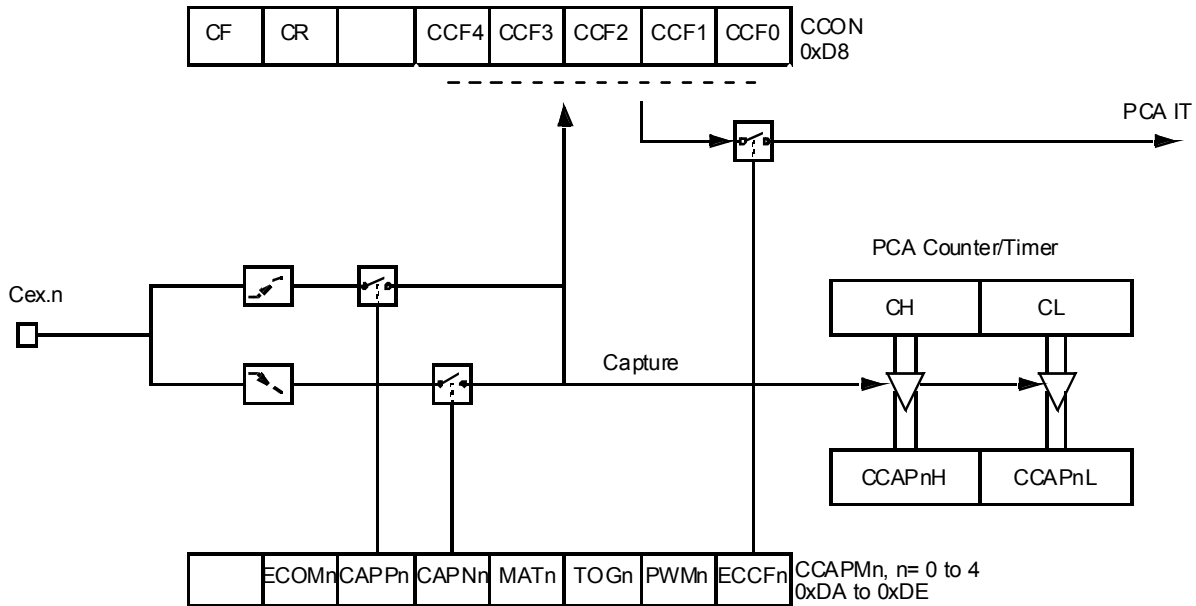 CF CR CCF4 CCF3 CCF2 CCF1 CCF0 CCON
0xD8
PCA IT
PCA Counter/Timer
Cex.n
CH CL
Capture
CCAPnH CCAPnL
ECOMn CAPPn CAPNn MATn TOGn PWMn ECCFn CCAPMn, n= 0 to 4
0xDA to 0xDE